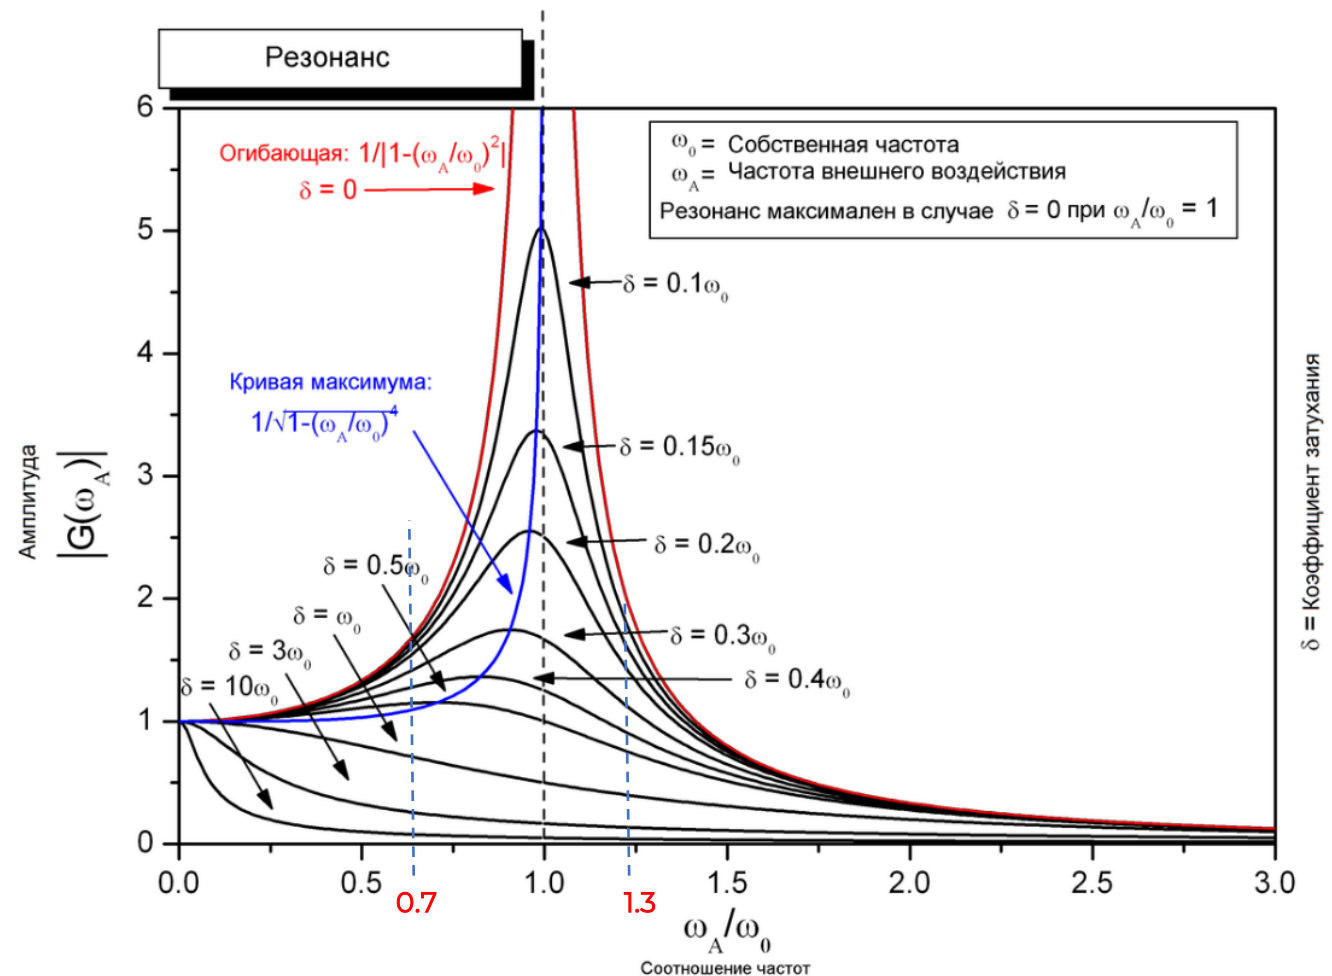 Резонанс
Огибающая: 1/|1-(ω_A/ω_0)^2|
δ = 0
ω_0 = Собственная частота
ω_A = Частота внешнего воздействия
Резонанс максимален в случае δ = 0 при ω_A/ω_0 = 1
δ = 0.1ω_0
Кривая максимума:
1/√1-(ω_A/ω_0)^4
δ = 0.15ω_0
δ = 0.2ω_0
δ = 0.5ω_0
δ = ω_0
δ = 3ω_0
δ = 10ω_0
δ = 0.3ω_0
δ = 0.4ω_0
Амплитуда
|G(ω_A)|
6
5
4
3
2
1
0
0.0 0.5 1.0 1.5 2.0 2.5 3.0
0.7 1.3
ω_A/ω_0
Соотношение частот
δ = Коэффициент затухания